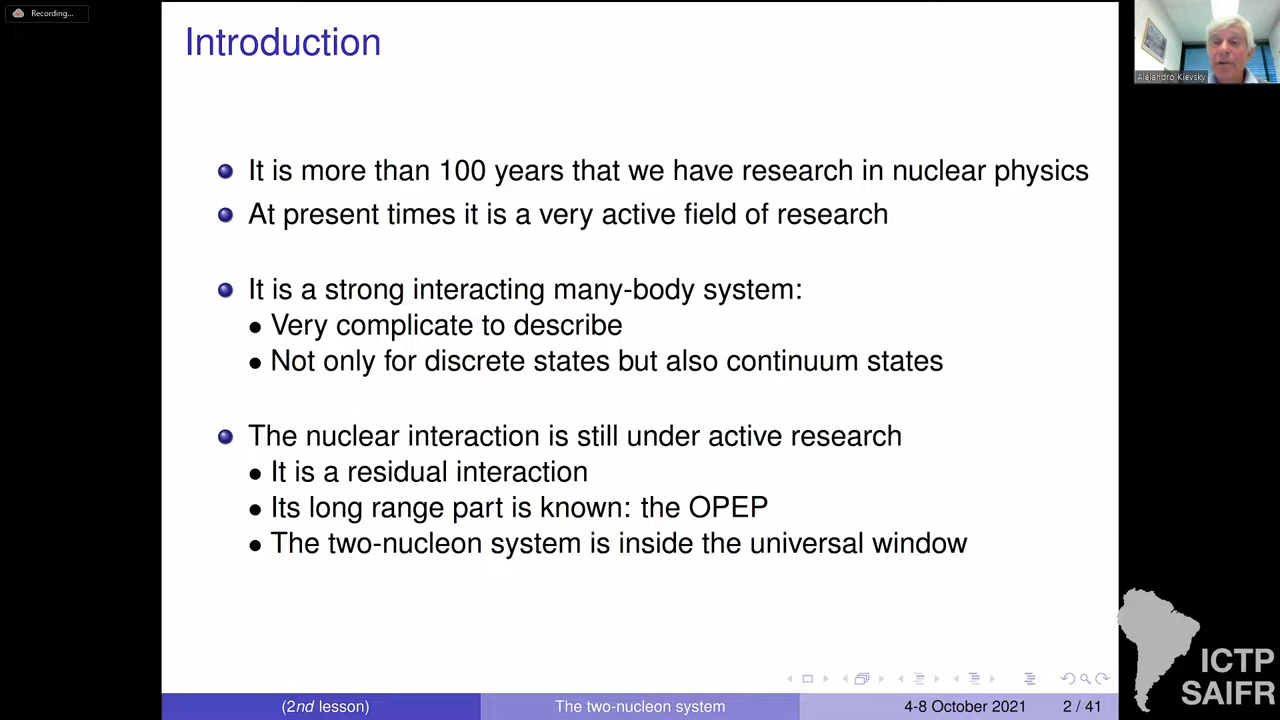 Recording...
Introduction
Alejandro Kievsky
It is more than 100 years that we have research in nuclear physics
At present times it is a very active field of research
It is a strong interacting many-body system:
Very complicate to describe
Not only for discrete states but also continuum states
The nuclear interaction is still under active research
It is a residual interaction
Its long range part is known: the OPEP
The two-nucleon system is inside the universal window
ICTP
SAIFR
(2nd lesson) The two-nucleon system 4-8 October 2021 2 / 41